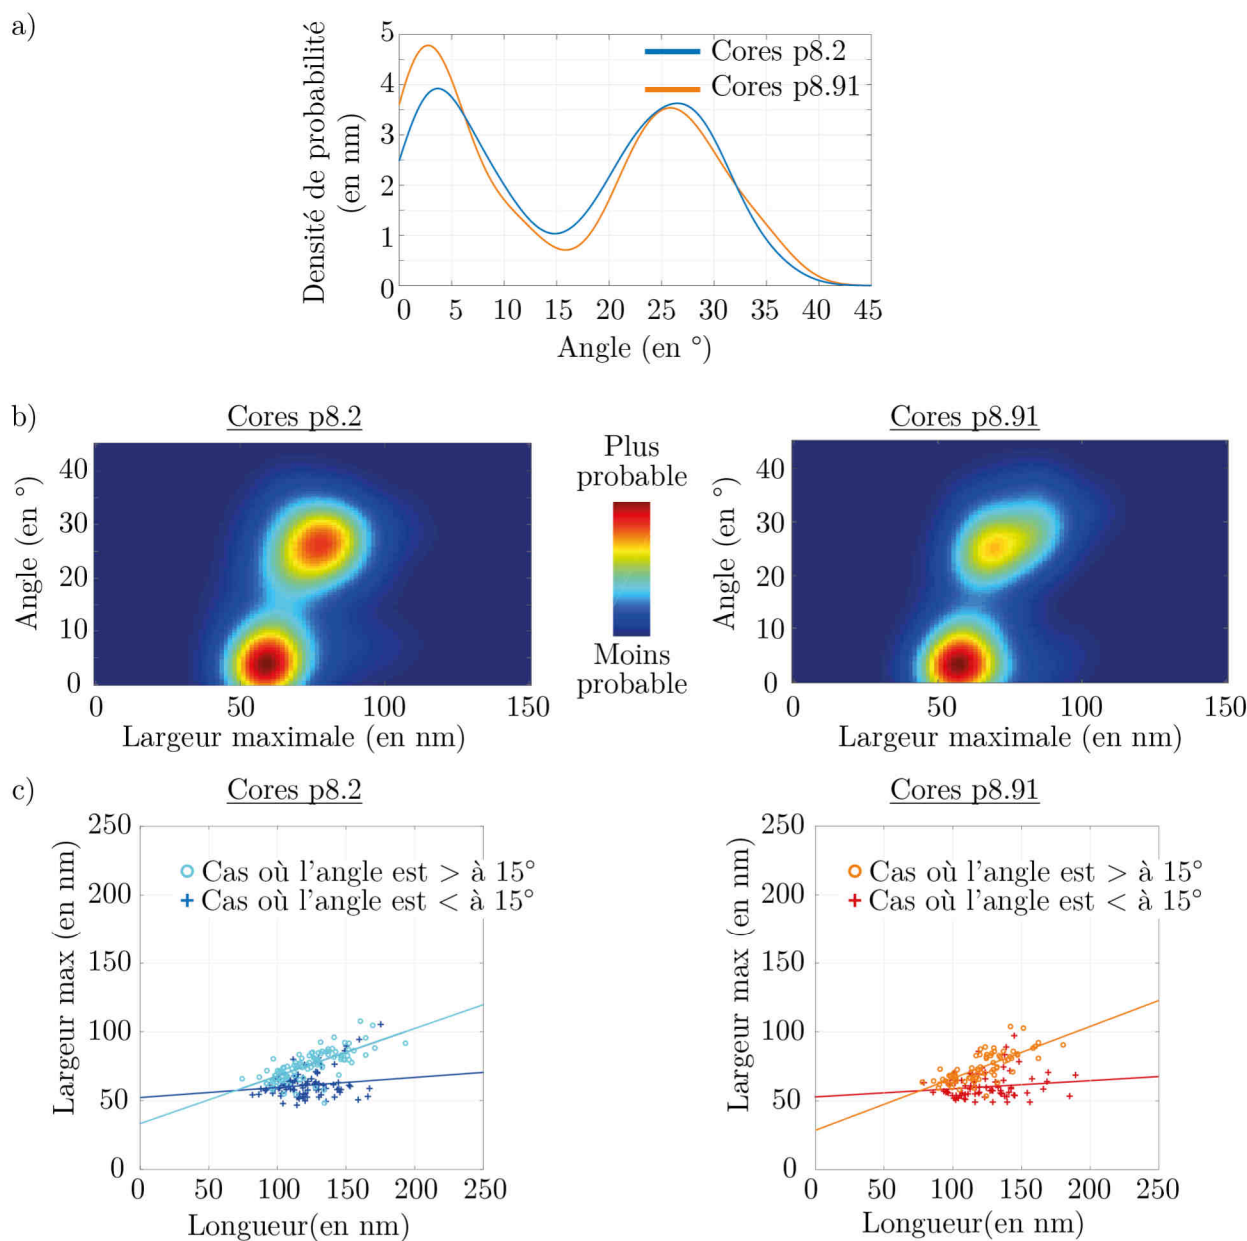 a)
Densité de probabilité
(en nm)
5
4
3
2
1
0
Cores p8.2
Cores p8.91
0 5 10 15 20 25 30 35 40 45
Angle (en °)
b)
Cores p8.2
Angle (en °)
40
30
20
10
0
0 50 100 150
Largeur maximale (en nm)
Plus
probable
Moins
probable
Cores p8.91
Angle (en °)
40
30
20
10
0
0 50 100 150
Largeur maximale (en nm)
c)
Cores p8.2
Largeur max (en nm)
250
200
150
100
50
0
Cas où l'angle est > à 15°
Cas où l'angle est < à 15°
0 50 100 150 200 250
Longueur(en nm)
Cores p8.91
Largeur max (en nm)
250
200
150
100
50
0
Cas où l'angle est > à 15°
Cas où l'angle est < à 15°
0 50 100 150 200 250
Longueur(en nm)